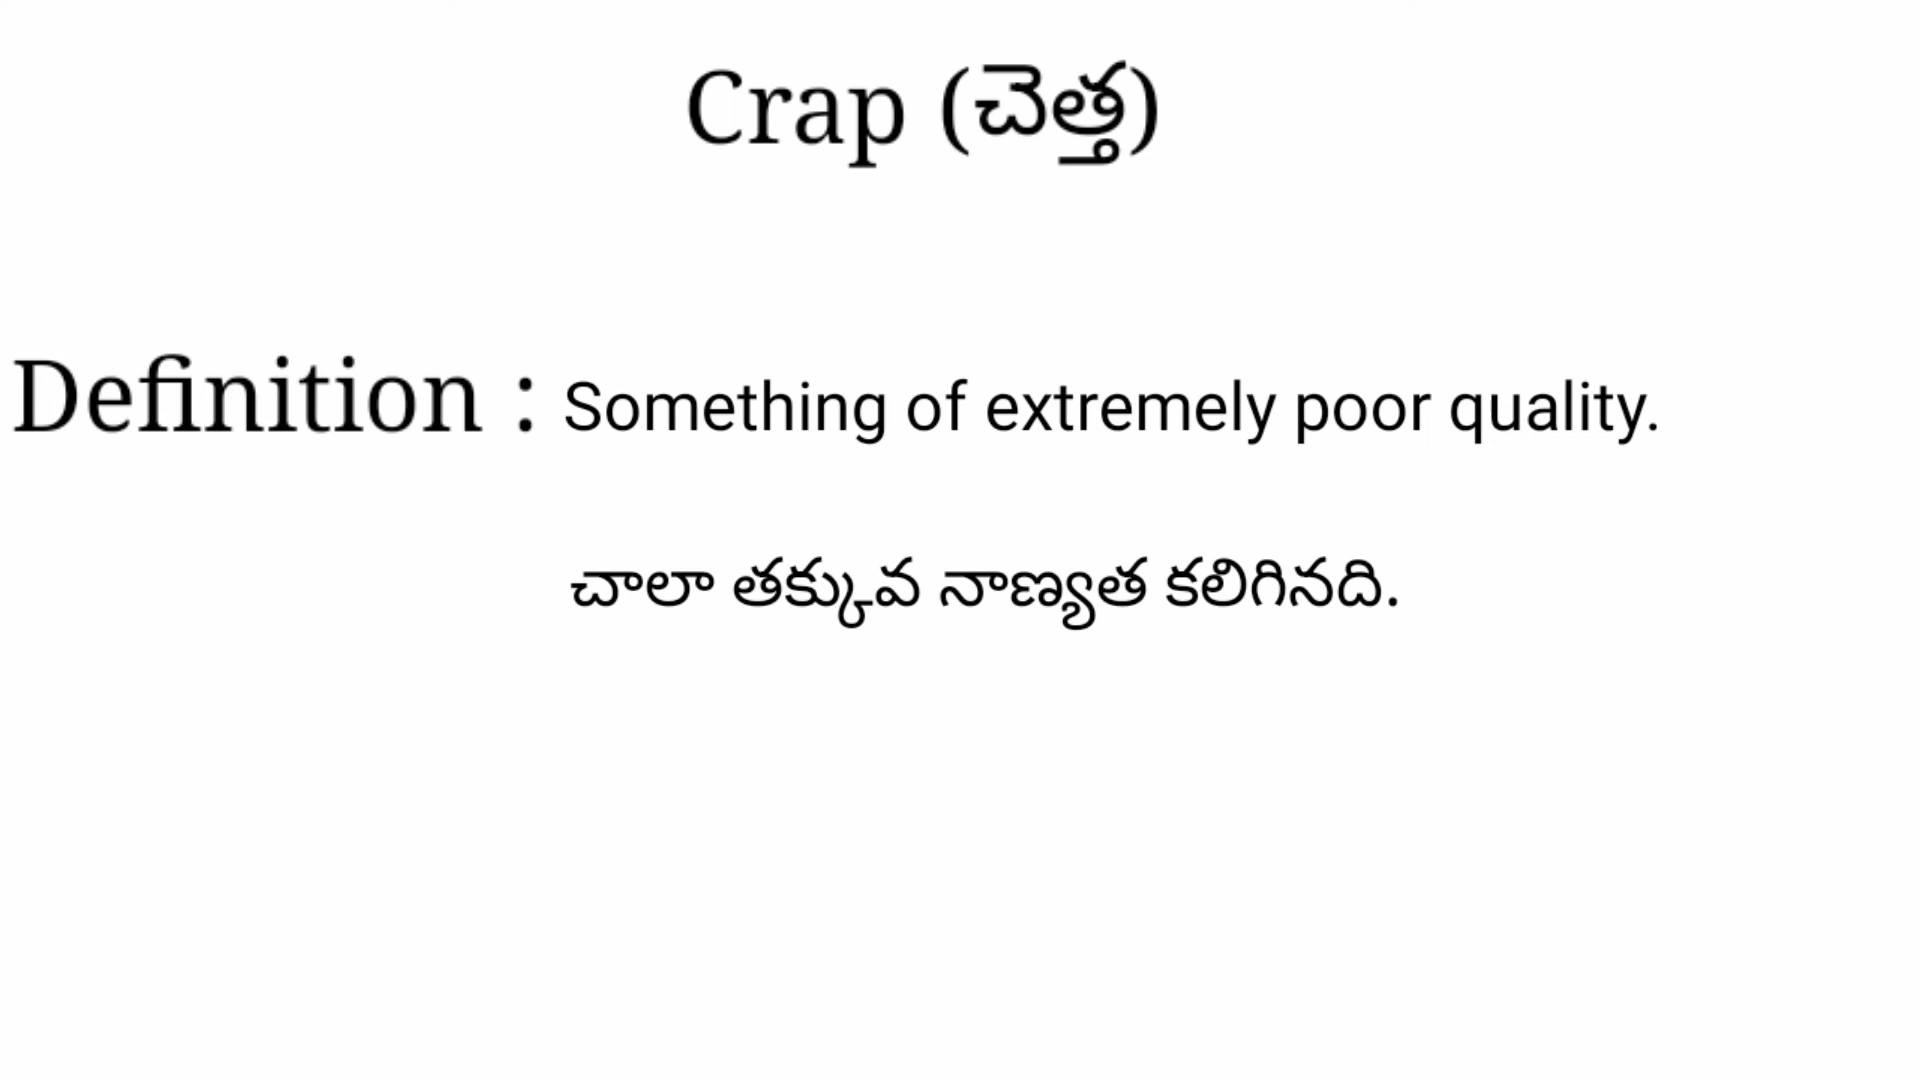 Crap (చెత్త)
Definition : Something of extremely poor quality.
చాలా తక్కువ నాణ్యత కలిగినది.